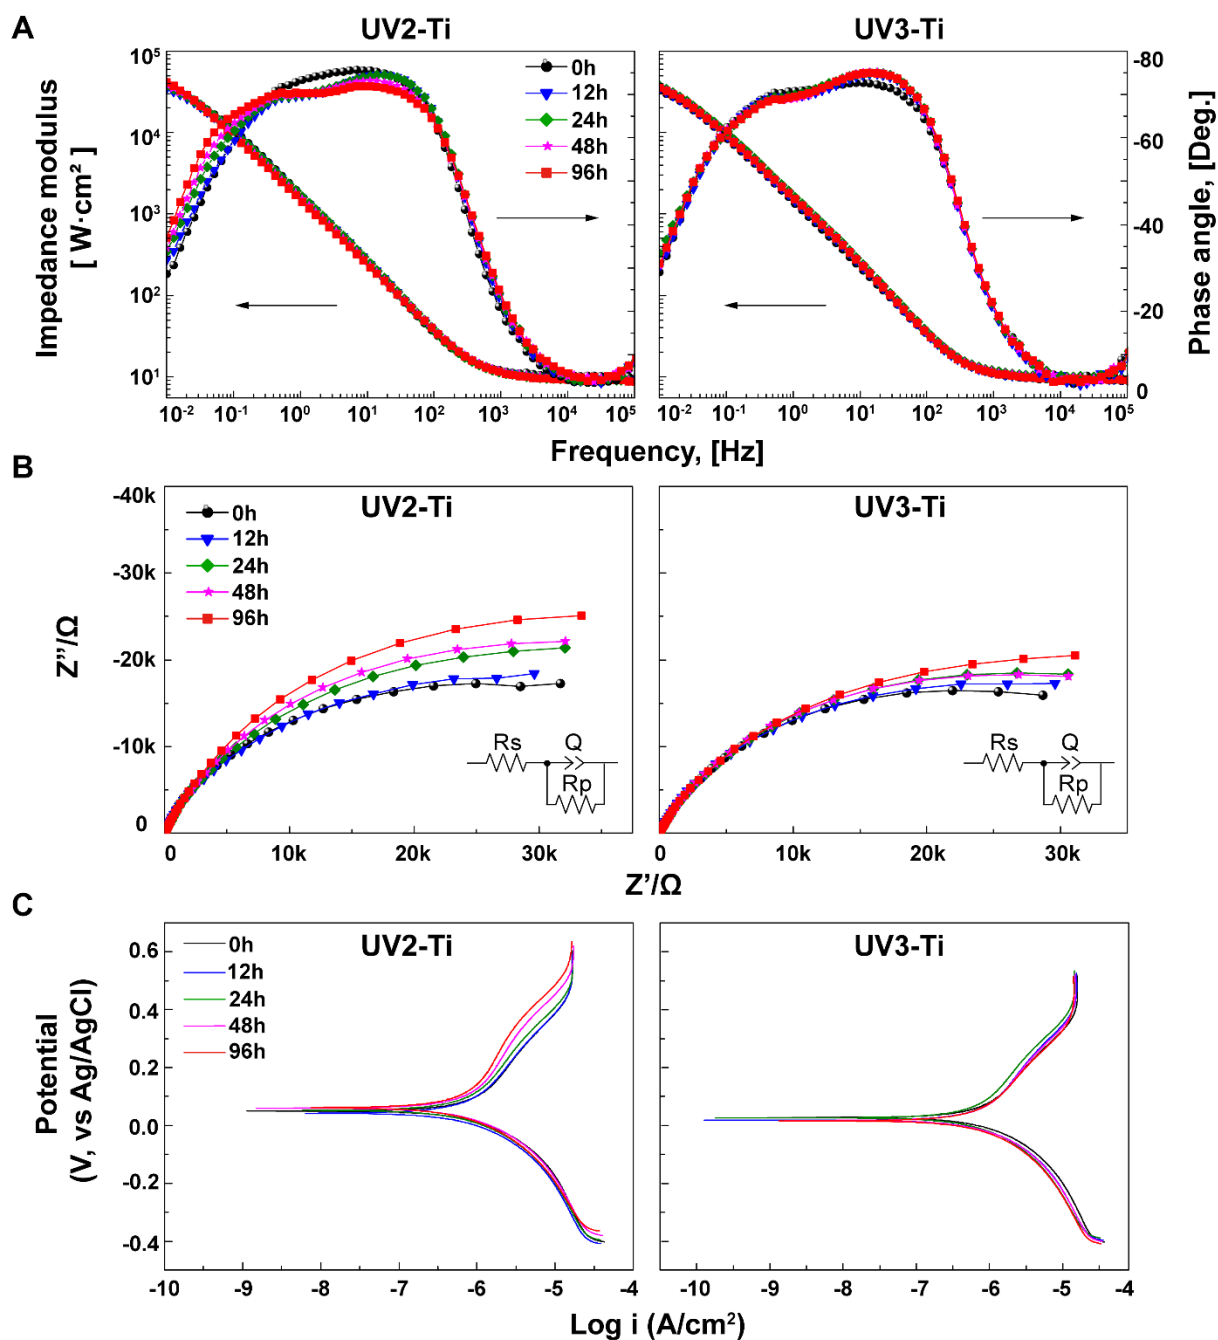 A
UV2-Ti
UV3-Ti
Impedance modulus
[ W·cm²]
10⁵
10⁴
10³
10²
10¹
0h
12h
24h
48h
96h
-80
-60
-40
-20
0
Phase angle, [Deg.]
10⁻² 10⁻¹ 10⁰ 10¹ 10² 10³ 10⁴ 10⁵
10⁻² 10⁻¹ 10⁰ 10¹ 10² 10³ 10⁴ 10⁵
Frequency, [Hz]
B
UV2-Ti
UV3-Ti
Z''/Ω
-40k
-30k
-20k
-10k
0
0h
12h
24h
48h
96h
Rs Q
Rp
Rs Q
Rp
0 10k 20k 30k
0 10k 20k 30k
Z'/Ω
C
UV2-Ti
UV3-Ti
Potential
(V, vs Ag/AgCl)
0.6
0.4
0.2
0.0
-0.2
-0.4
0h
12h
24h
48h
96h
-10 -9 -8 -7 -6 -5 -4
-10 -9 -8 -7 -6 -5 -4
Log i (A/cm²)